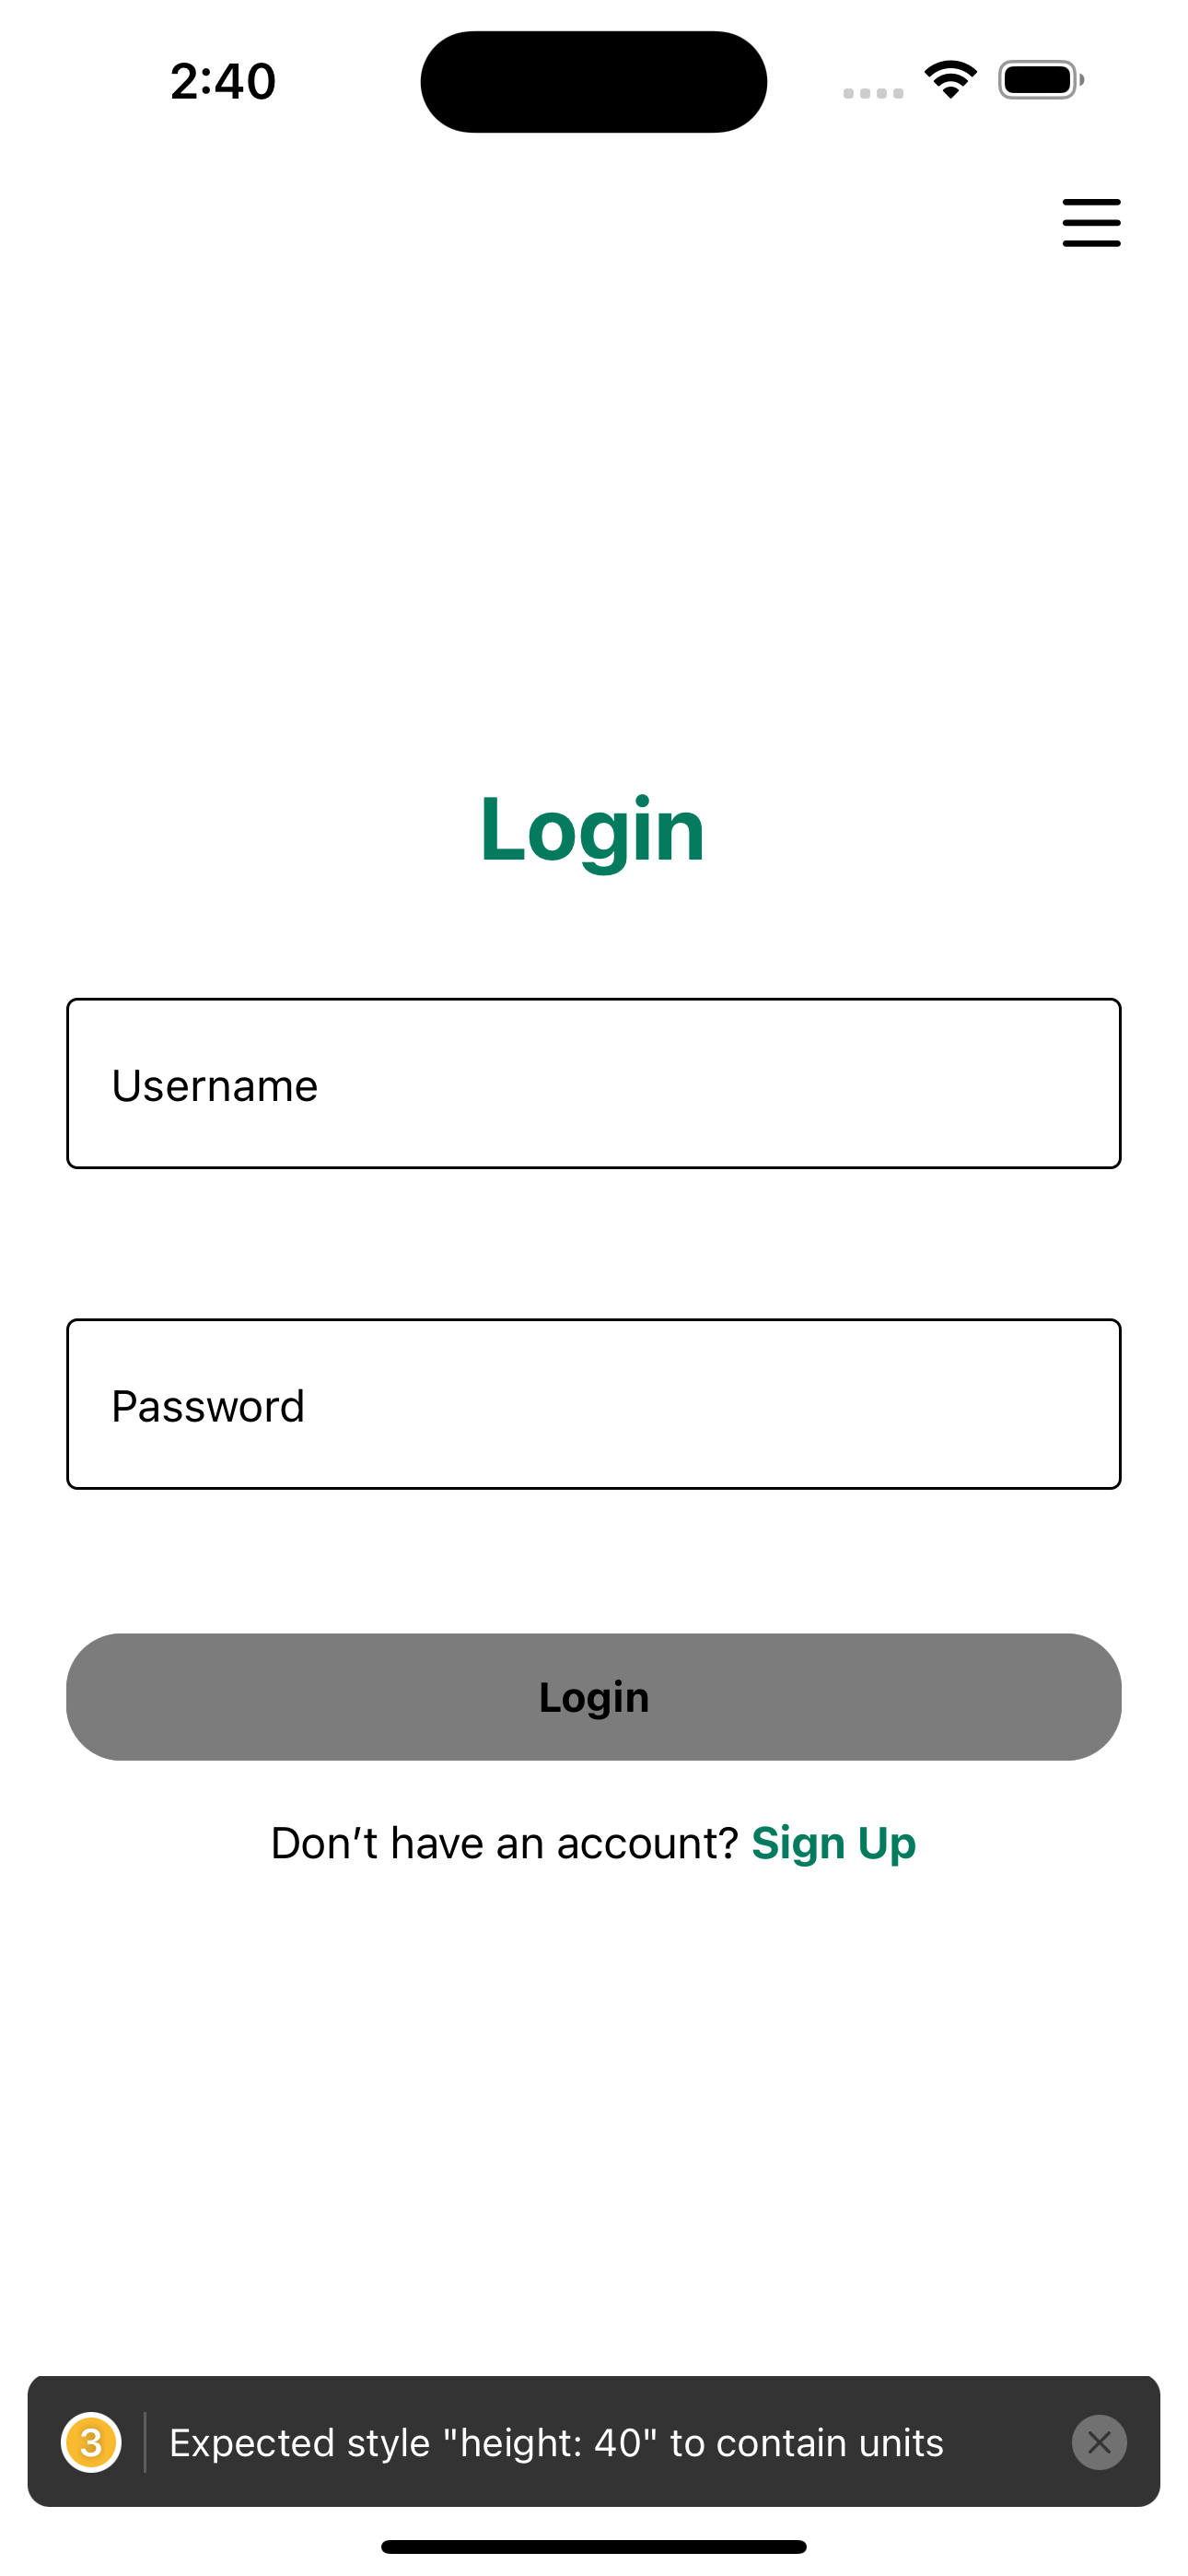 2:40
Login
Username
Password
Login
Don’t have an account? Sign Up
3 Expected style "height: 40" to contain units